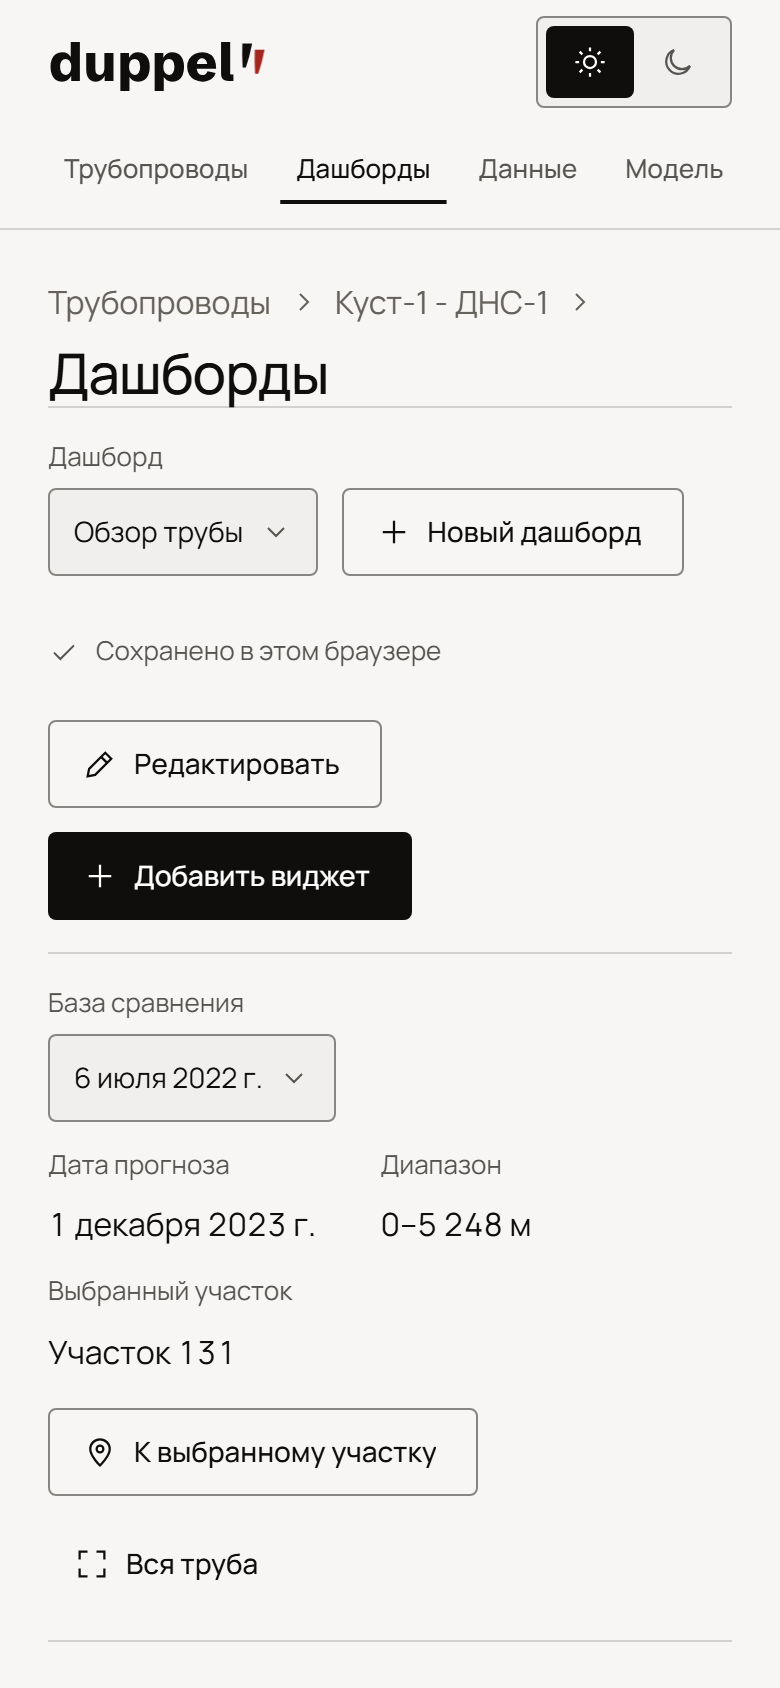 duppel
Трубопроводы Дашборды Данные Модель
Трубопроводы > Куст-1 - ДНС-1 >
Дашборды
Дашборд
Обзор трубы
Новый дашборд
Сохранено в этом браузере
Редактировать
Добавить виджет
База сравнения
6 июля 2022 г.
Дата прогноза Диапазон
1 декабря 2023 г. 0–5 248 м
Выбранный участок
Участок 131
К выбранному участку
Вся труба